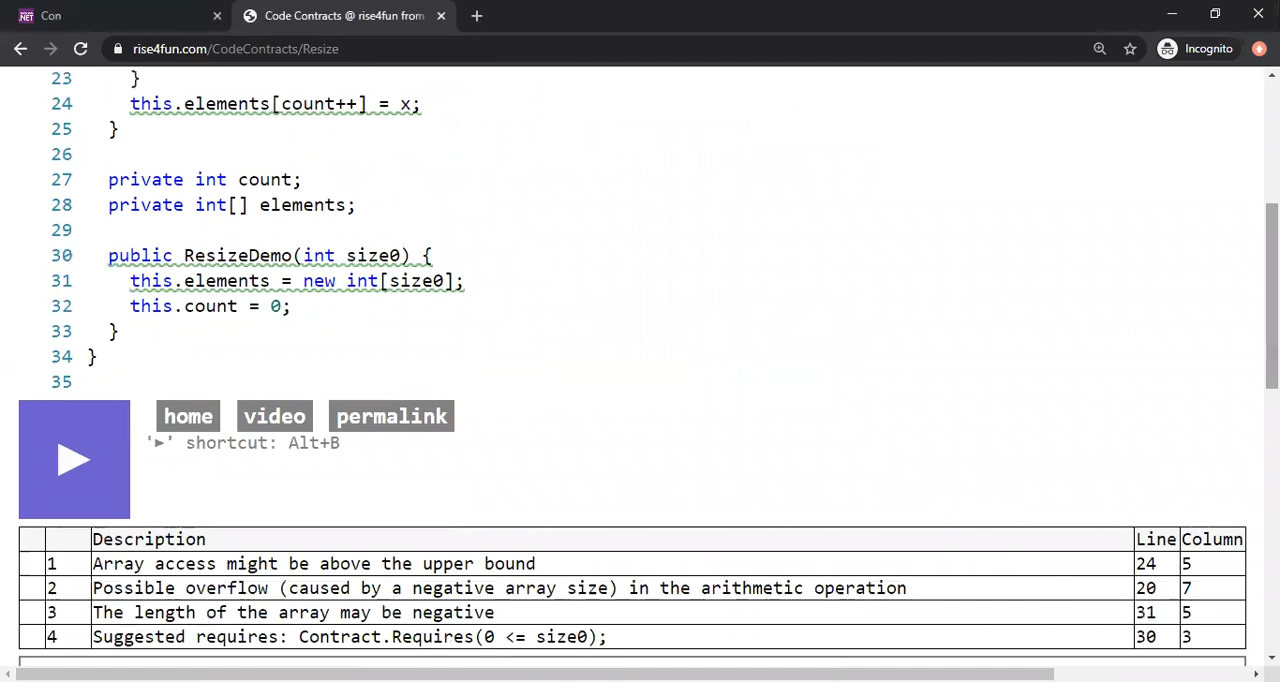 Con
Code Contracts @ rise4fun from
rise4fun.com/CodeContracts/Resize
Incognito
23 }
24 this.elements[count++] = x;
25 }
26
27 private int count;
28 private int[] elements;
29
30 public ResizeDemo(int size0) {
31 this.elements = new int[size0];
32 this.count = 0;
33 }
34 }
35
home video permalink
'►' shortcut: Alt+B
Description Line Column
1 Array access might be above the upper bound 24 5
2 Possible overflow (caused by a negative array size) in the arithmetic operation 20 7
3 The length of the array may be negative 31 5
4 Suggested requires: Contract.Requires(0 <= size0); 30 3